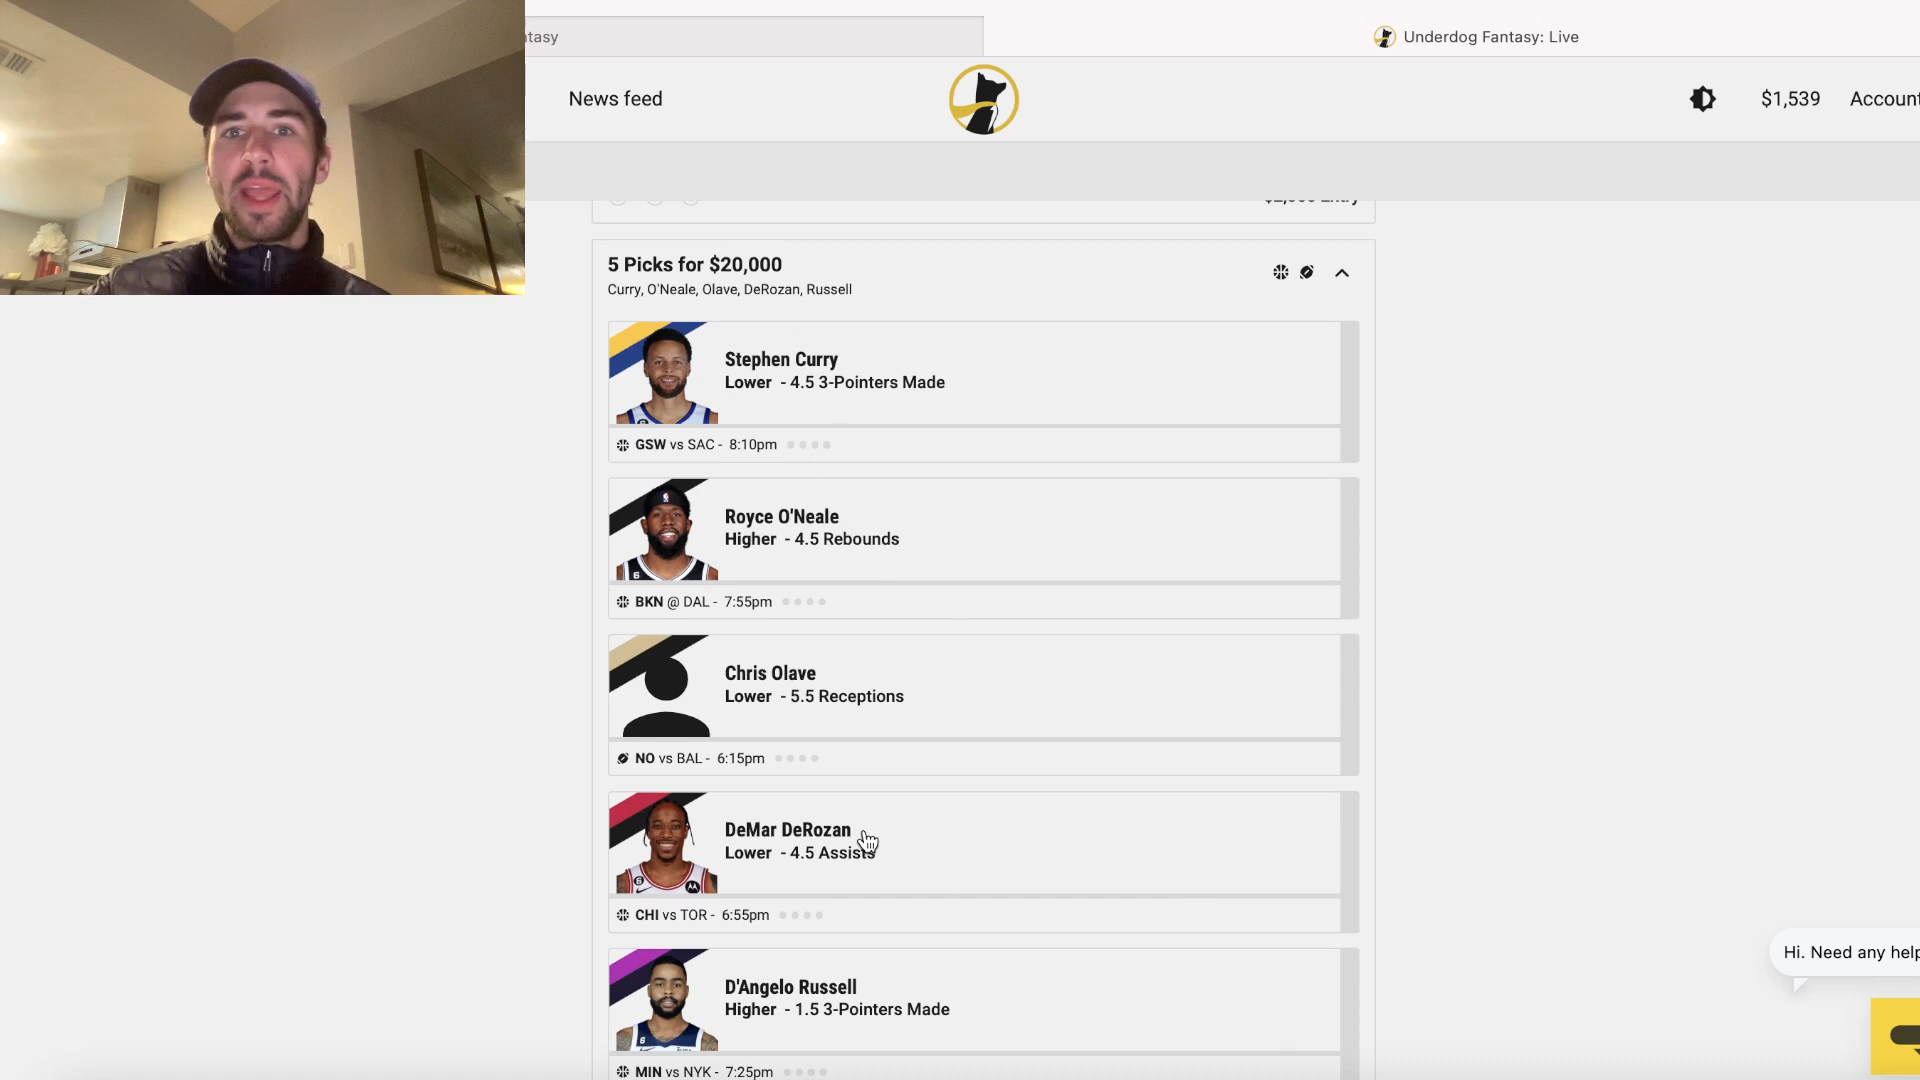 ntasy
Underdog Fantasy: Live
News feed
$1,539
Account
Entry
5 Picks for $20,000
Curry, O'Neale, Olave, DeRozan, Russell
Stephen Curry
Lower - 4.5 3-Pointers Made
GSW vs SAC - 8:10pm
Royce O'Neale
Higher - 4.5 Rebounds
BKN @ DAL - 7:55pm
Chris Olave
Lower - 5.5 Receptions
NO vs BAL - 6:15pm
DeMar DeRozan
Lower - 4.5 Assists
CHI vs TOR - 6:55pm
D'Angelo Russell
Higher - 1.5 3-Pointers Made
MIN vs NYK - 7:25pm
Hi. Need any help